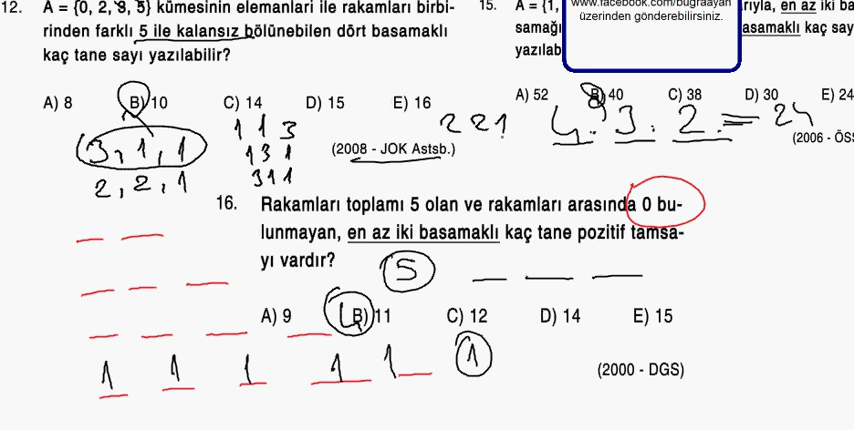 12. A = {0, 2, 3, 5} kümesinin elemanlari ile rakamları birbi-
rinden farklı 5 ile kalansız bölünebilen dört basamaklı
kaç tane sayı yazılabilir?
A) 8 B) 10 C) 14 D) 15 E) 16
(2008 - JOK Astsb.)
3, 1, 1
2, 2, 1
1 1 3
1 3 1
3 1 1
2 2 1
15. A = {1,
www.facebook.com/bugraayan
üzerinden gönderebilirsiniz.
rıyla, en az iki ba
samağı
asamaklı kaç say
yazılab
A) 52 B) 40 C) 38 D) 30 E) 24
4 . 3 . 2 . = 24
(2006 - ÖS
16. Rakamları toplamı 5 olan ve rakamları arasında 0 bu-
lunmayan, en az iki basamaklı kaç tane pozitif tamsa-
yı vardır?
5
A) 9 B) 11 C) 12 D) 14 E) 15
1 1 1 1 1 1
(2000 - DGS)